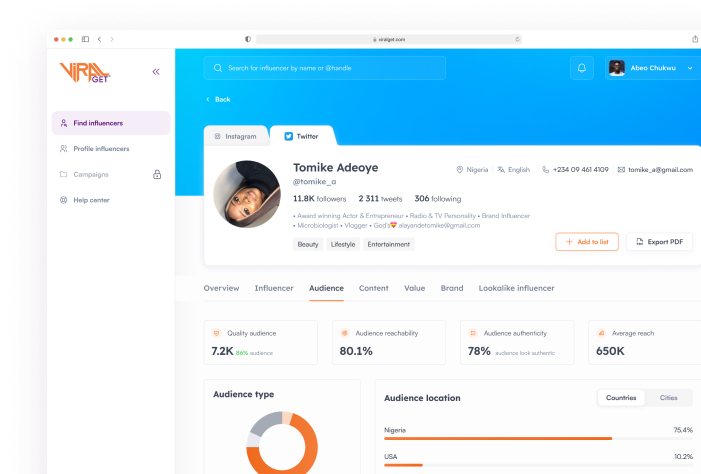 viralget.com
VIRAL GET
Search for influencer by name or @handle
Abeo Chukwu
Back
Find influencers
Profile influencers
Campaigns
Help center
Instagram
Twitter
Tomike Adeoye
@tomike_a
Nigeria
English
+234 09 461 4109
tomike_a@gmail.com
11.8K followers 2 311 tweets 306 following
• Award winning Actor & Entrepreneur • Radio & TV Personality • Brand Influencer
• Microbiologist • Vlogger • God's😍 alayandetomike@gmail.com
Beauty
Lifestyle
Entertainment
Add to list
Export PDF
Overview
Influencer
Audience
Content
Value
Brand
Lookalike influencer
Quality audience
7.2K 86% audience
Audience reachability
80.1%
Audience authenticity
78% audience look authentic
Average reach
650K
Audience type
Audience location
Countries
Cities
Nigeria 75.4%
USA 10.2%